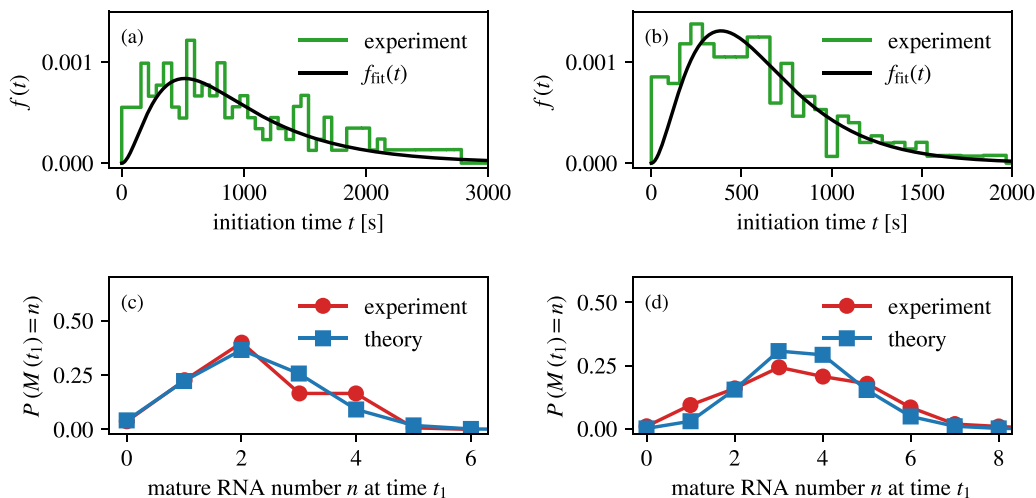 (a)
experiment
f_fit(t)
f(t)
0.001
0.000
0 1000 2000 3000
initiation time t [s]
(b)
experiment
f_fit(t)
f(t)
0.001
0.000
0 500 1000 1500 2000
initiation time t [s]
(c)
experiment
theory
P(M(t₁)=n)
0.50
0.25
0.00
0 2 4 6
mature RNA number n at time t₁
(d)
experiment
theory
P(M(t₁)=n)
0.50
0.25
0.00
0 2 4 6 8
mature RNA number n at time t₁